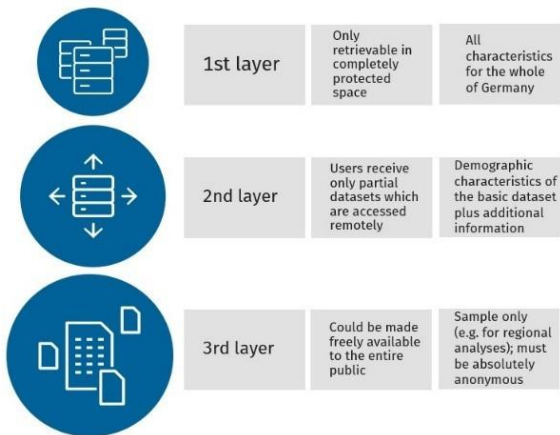 1st layer
Only
retrievable in
completely
protected
space
All
characteristics
for the whole
of Germany
2nd layer
Users receive
only partial
datasets which
are accessed
remotely
Demographic
characteristics of
the basic dataset
plus additional
information
3rd layer
Could be made
freely available
to the entire
public
Sample only
(e.g. for regional
analyses); must
be absolutely
anonymous